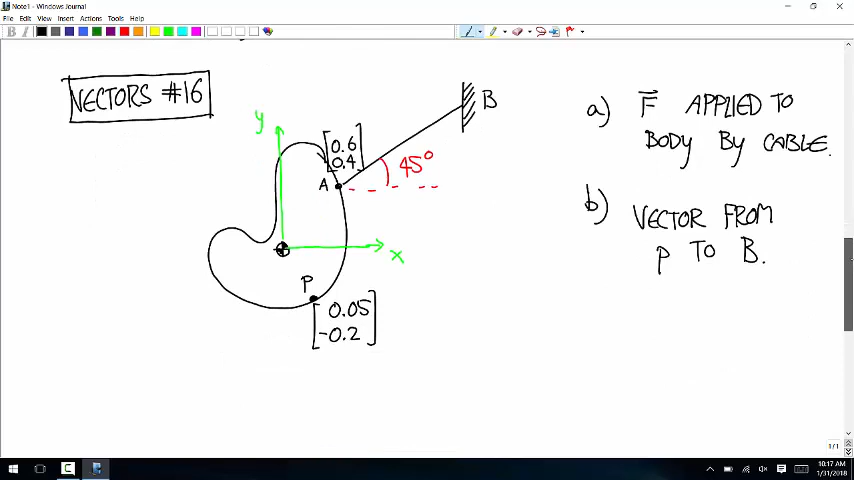 Note1 - Windows Journal
File Edit View Insert Actions Tools Help
B I
VECTORS #16
y
[0.6
0.4]
A
45°
B
x
P
[0.05
-0.2]
a) F APPLIED TO
BODY BY CABLE.
b) VECTOR FROM
P TO B.
1/1
10:17 AM
1/31/2018